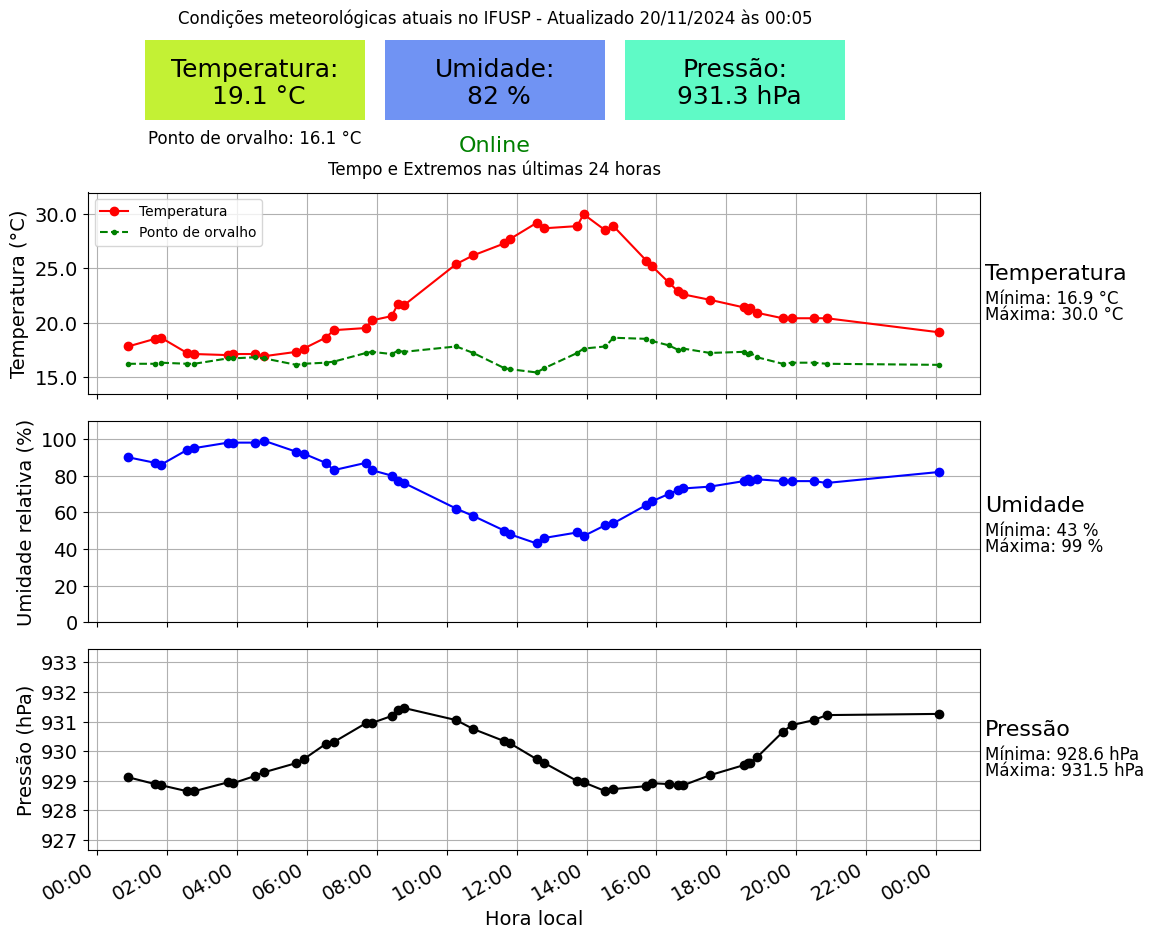 Condições meteorológicas atuais no IFUSP - Atualizado 20/11/2024 às 00:05
Temperatura:
19.1 °C
Umidade:
82 %
Pressão:
931.3 hPa
Ponto de orvalho: 16.1 °C
Online
Tempo e Extremos nas últimas 24 horas
Temperatura (°C)
30.0
25.0
20.0
15.0
Temperatura
Ponto de orvalho
Temperatura
Mínima: 16.9 °C
Máxima: 30.0 °C
Umidade relativa (%)
100
80
60
40
20
0
Umidade
Mínima: 43 %
Máxima: 99 %
Pressão (hPa)
933
932
931
930
929
928
927
Pressão
Mínima: 928.6 hPa
Máxima: 931.5 hPa
00:00 02:00 04:00 06:00 08:00 10:00 12:00 14:00 16:00 18:00 20:00 22:00 00:00
Hora local